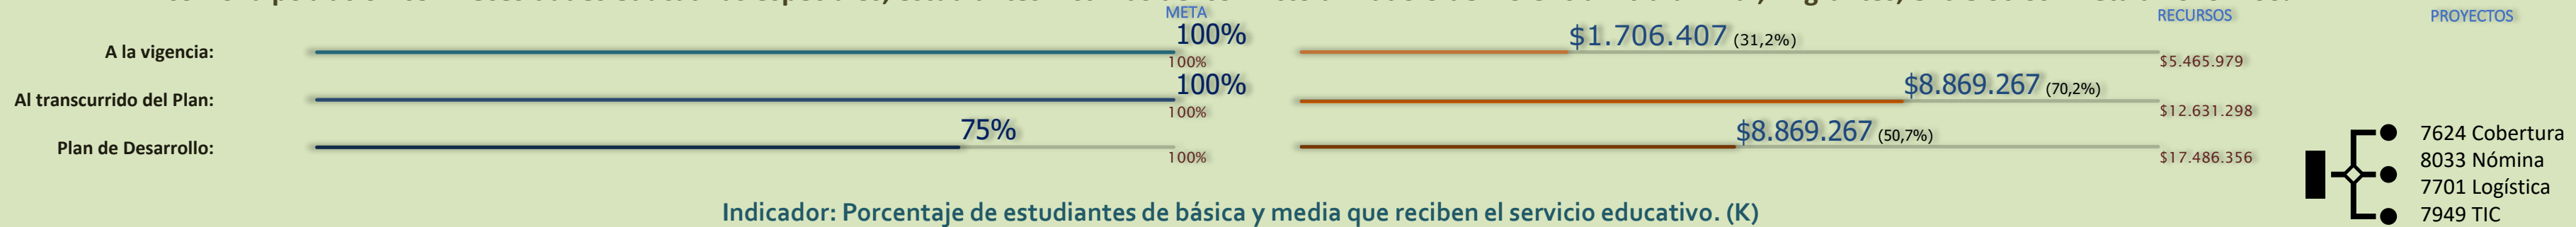 META RECURSOS PROYECTOS
A la vigencia: 100% $1.706.407 (31,2%)
100% $5.465.979
Al transcurrido del Plan: 100% $8.869.267 (70,2%)
100% $12.631.298
Plan de Desarrollo: 75% $8.869.267 (50,7%)
100% $17.486.356
7624 Cobertura
8033 Nómina
7701 Logística
7949 TIC
Indicador: Porcentaje de estudiantes de básica y media que reciben el servicio educativo. (K)